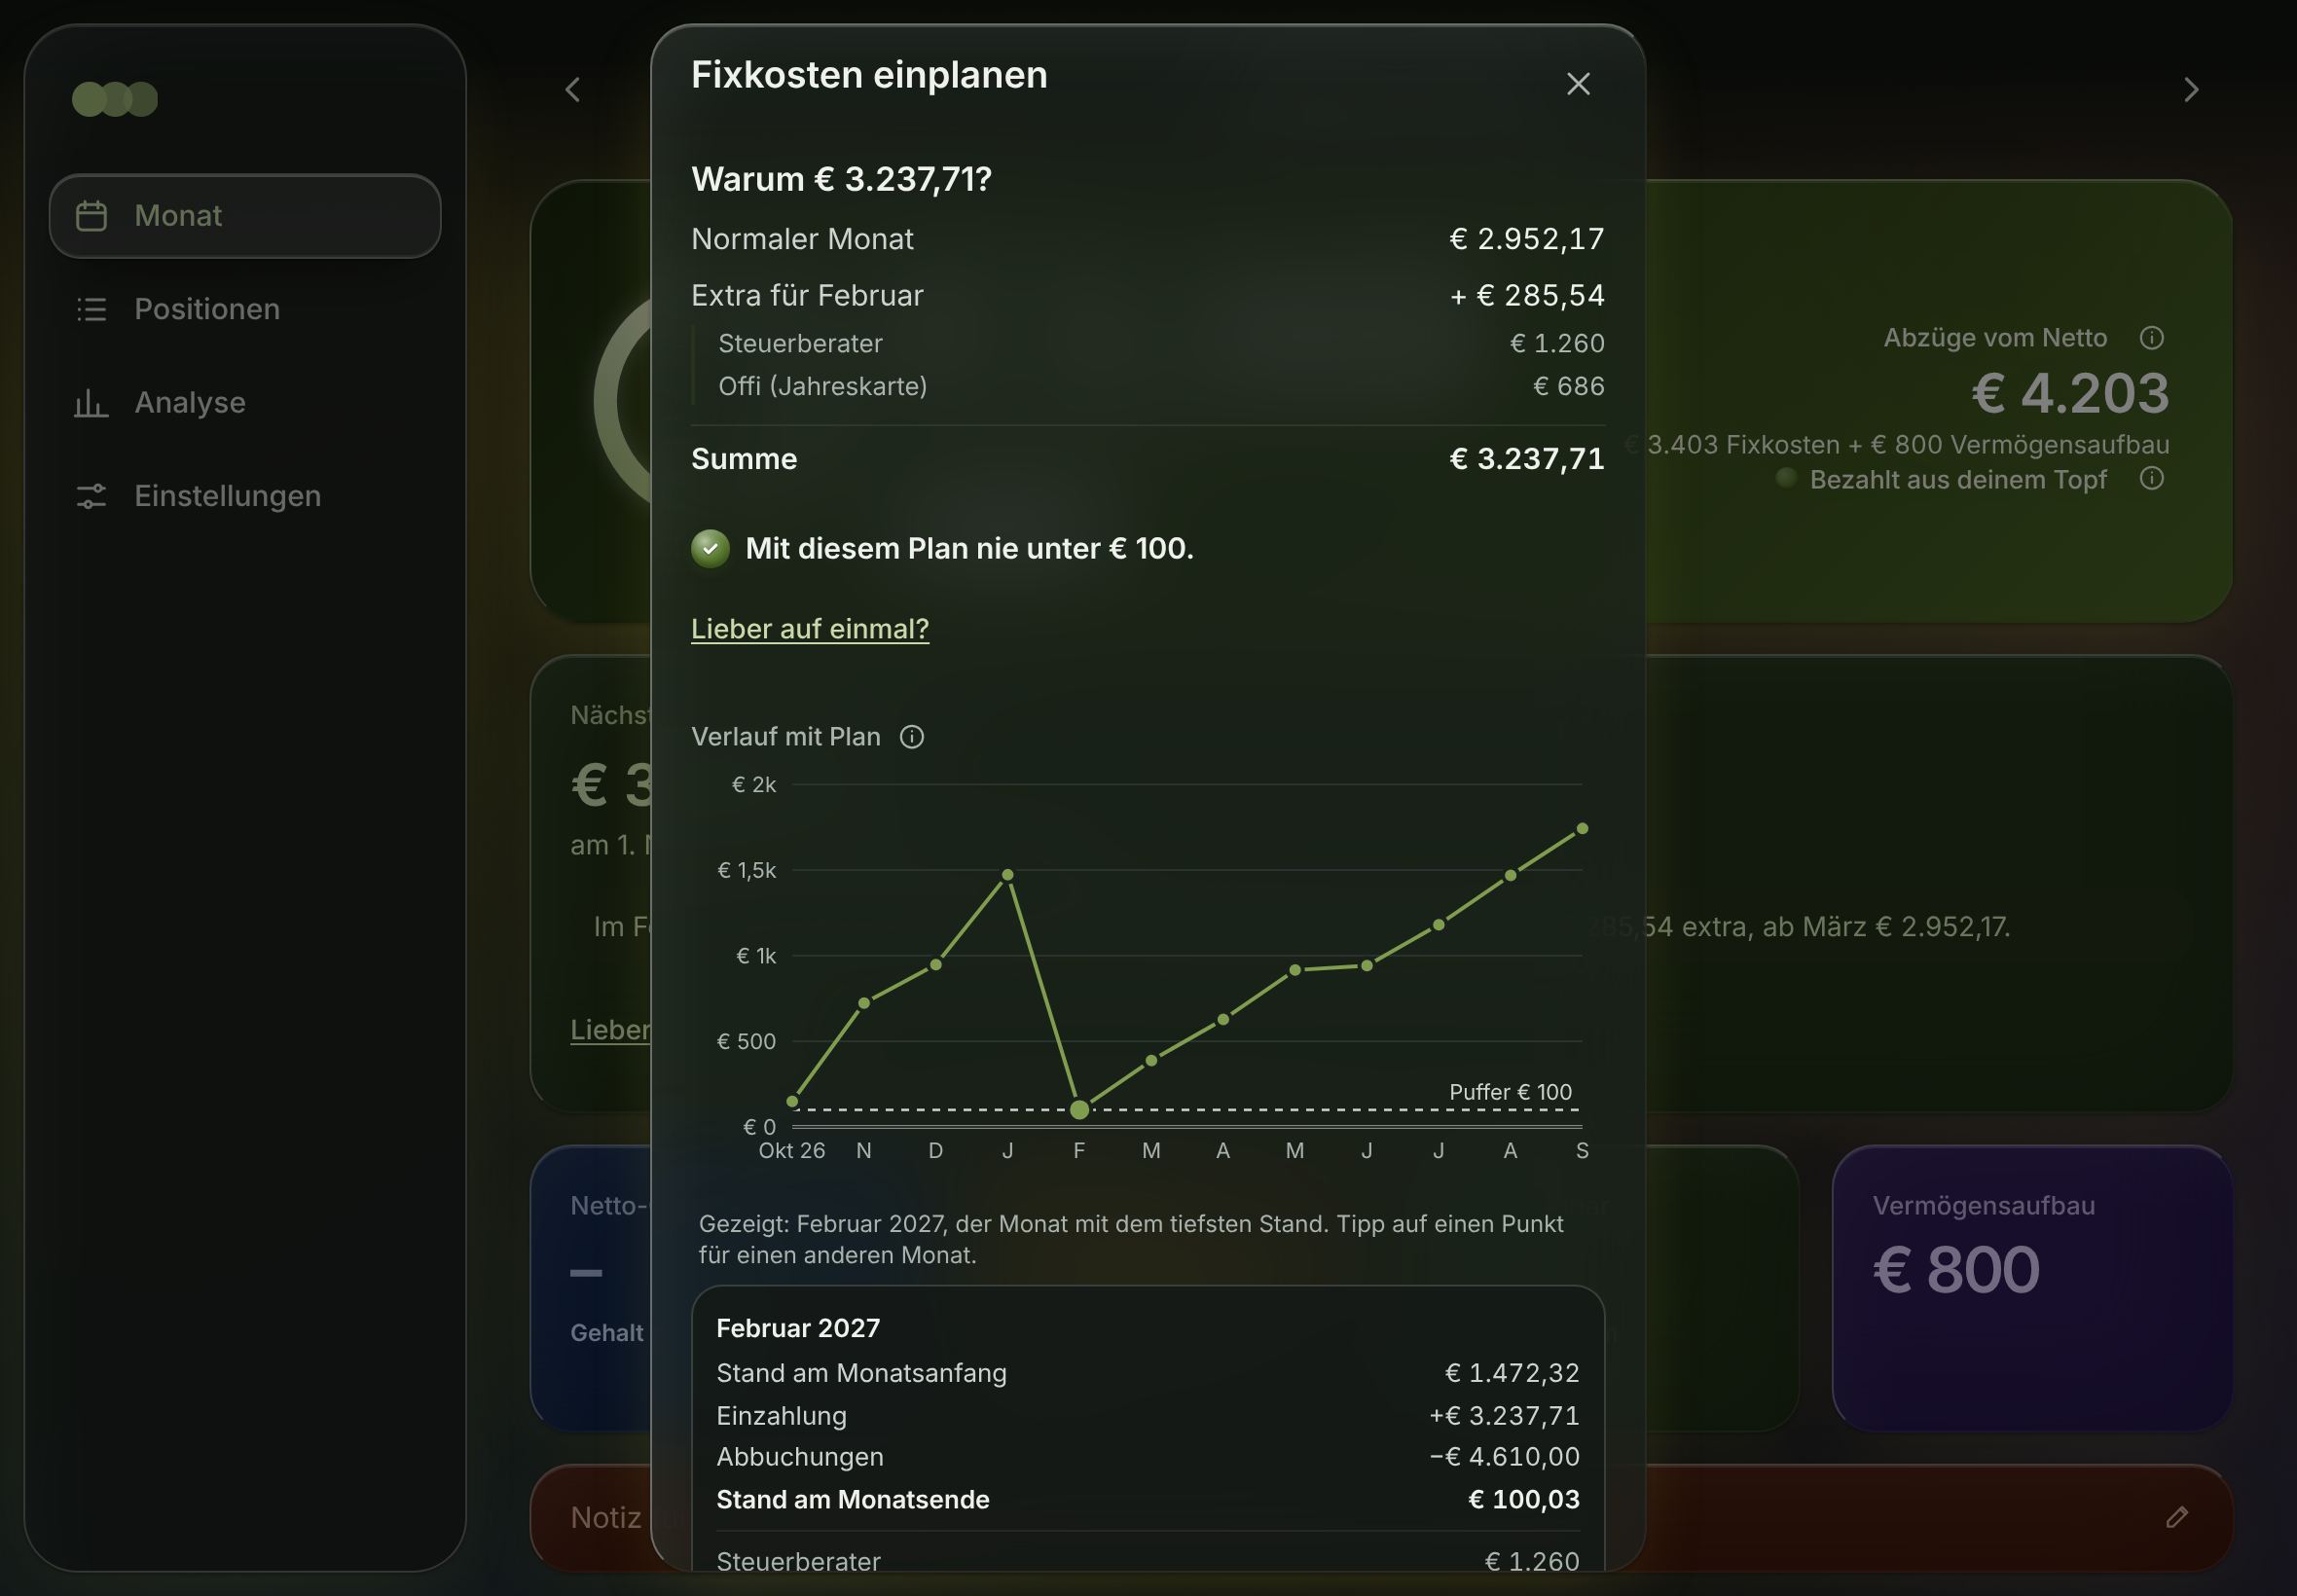 Monat
Positionen
Analyse
Einstellungen
Fixkosten einplanen
Warum € 3.237,71?
Normaler Monat € 2.952,17
Extra für Februar + € 285,54
Steuerberater € 1.260
Offi (Jahreskarte) € 686
Summe € 3.237,71
Mit diesem Plan nie unter € 100.
Lieber auf einmal?
Verlauf mit Plan
€ 2k
€ 1,5k
€ 1k
€ 500
Puffer € 100
€ 0
Okt 26 N D J F M A M J J A S
Gezeigt: Februar 2027, der Monat mit dem tiefsten Stand. Tipp auf einen Punkt
für einen anderen Monat.
Februar 2027
Stand am Monatsanfang € 1.472,32
Einzahlung +€ 3.237,71
Abbuchungen −€ 4.610,00
Stand am Monatsende € 100,03
Steuerberater € 1.260
Abzüge vom Netto
€ 4.203
€ 3.403 Fixkosten + € 800 Vermögensaufbau
Bezahlt aus deinem Topf
Nächst
€ 3
am 1.
Im
extra, ab März € 2.952,17.
Lieber
Netto-
–
Gehalt
Vermögensaufbau
€ 800
Notiz